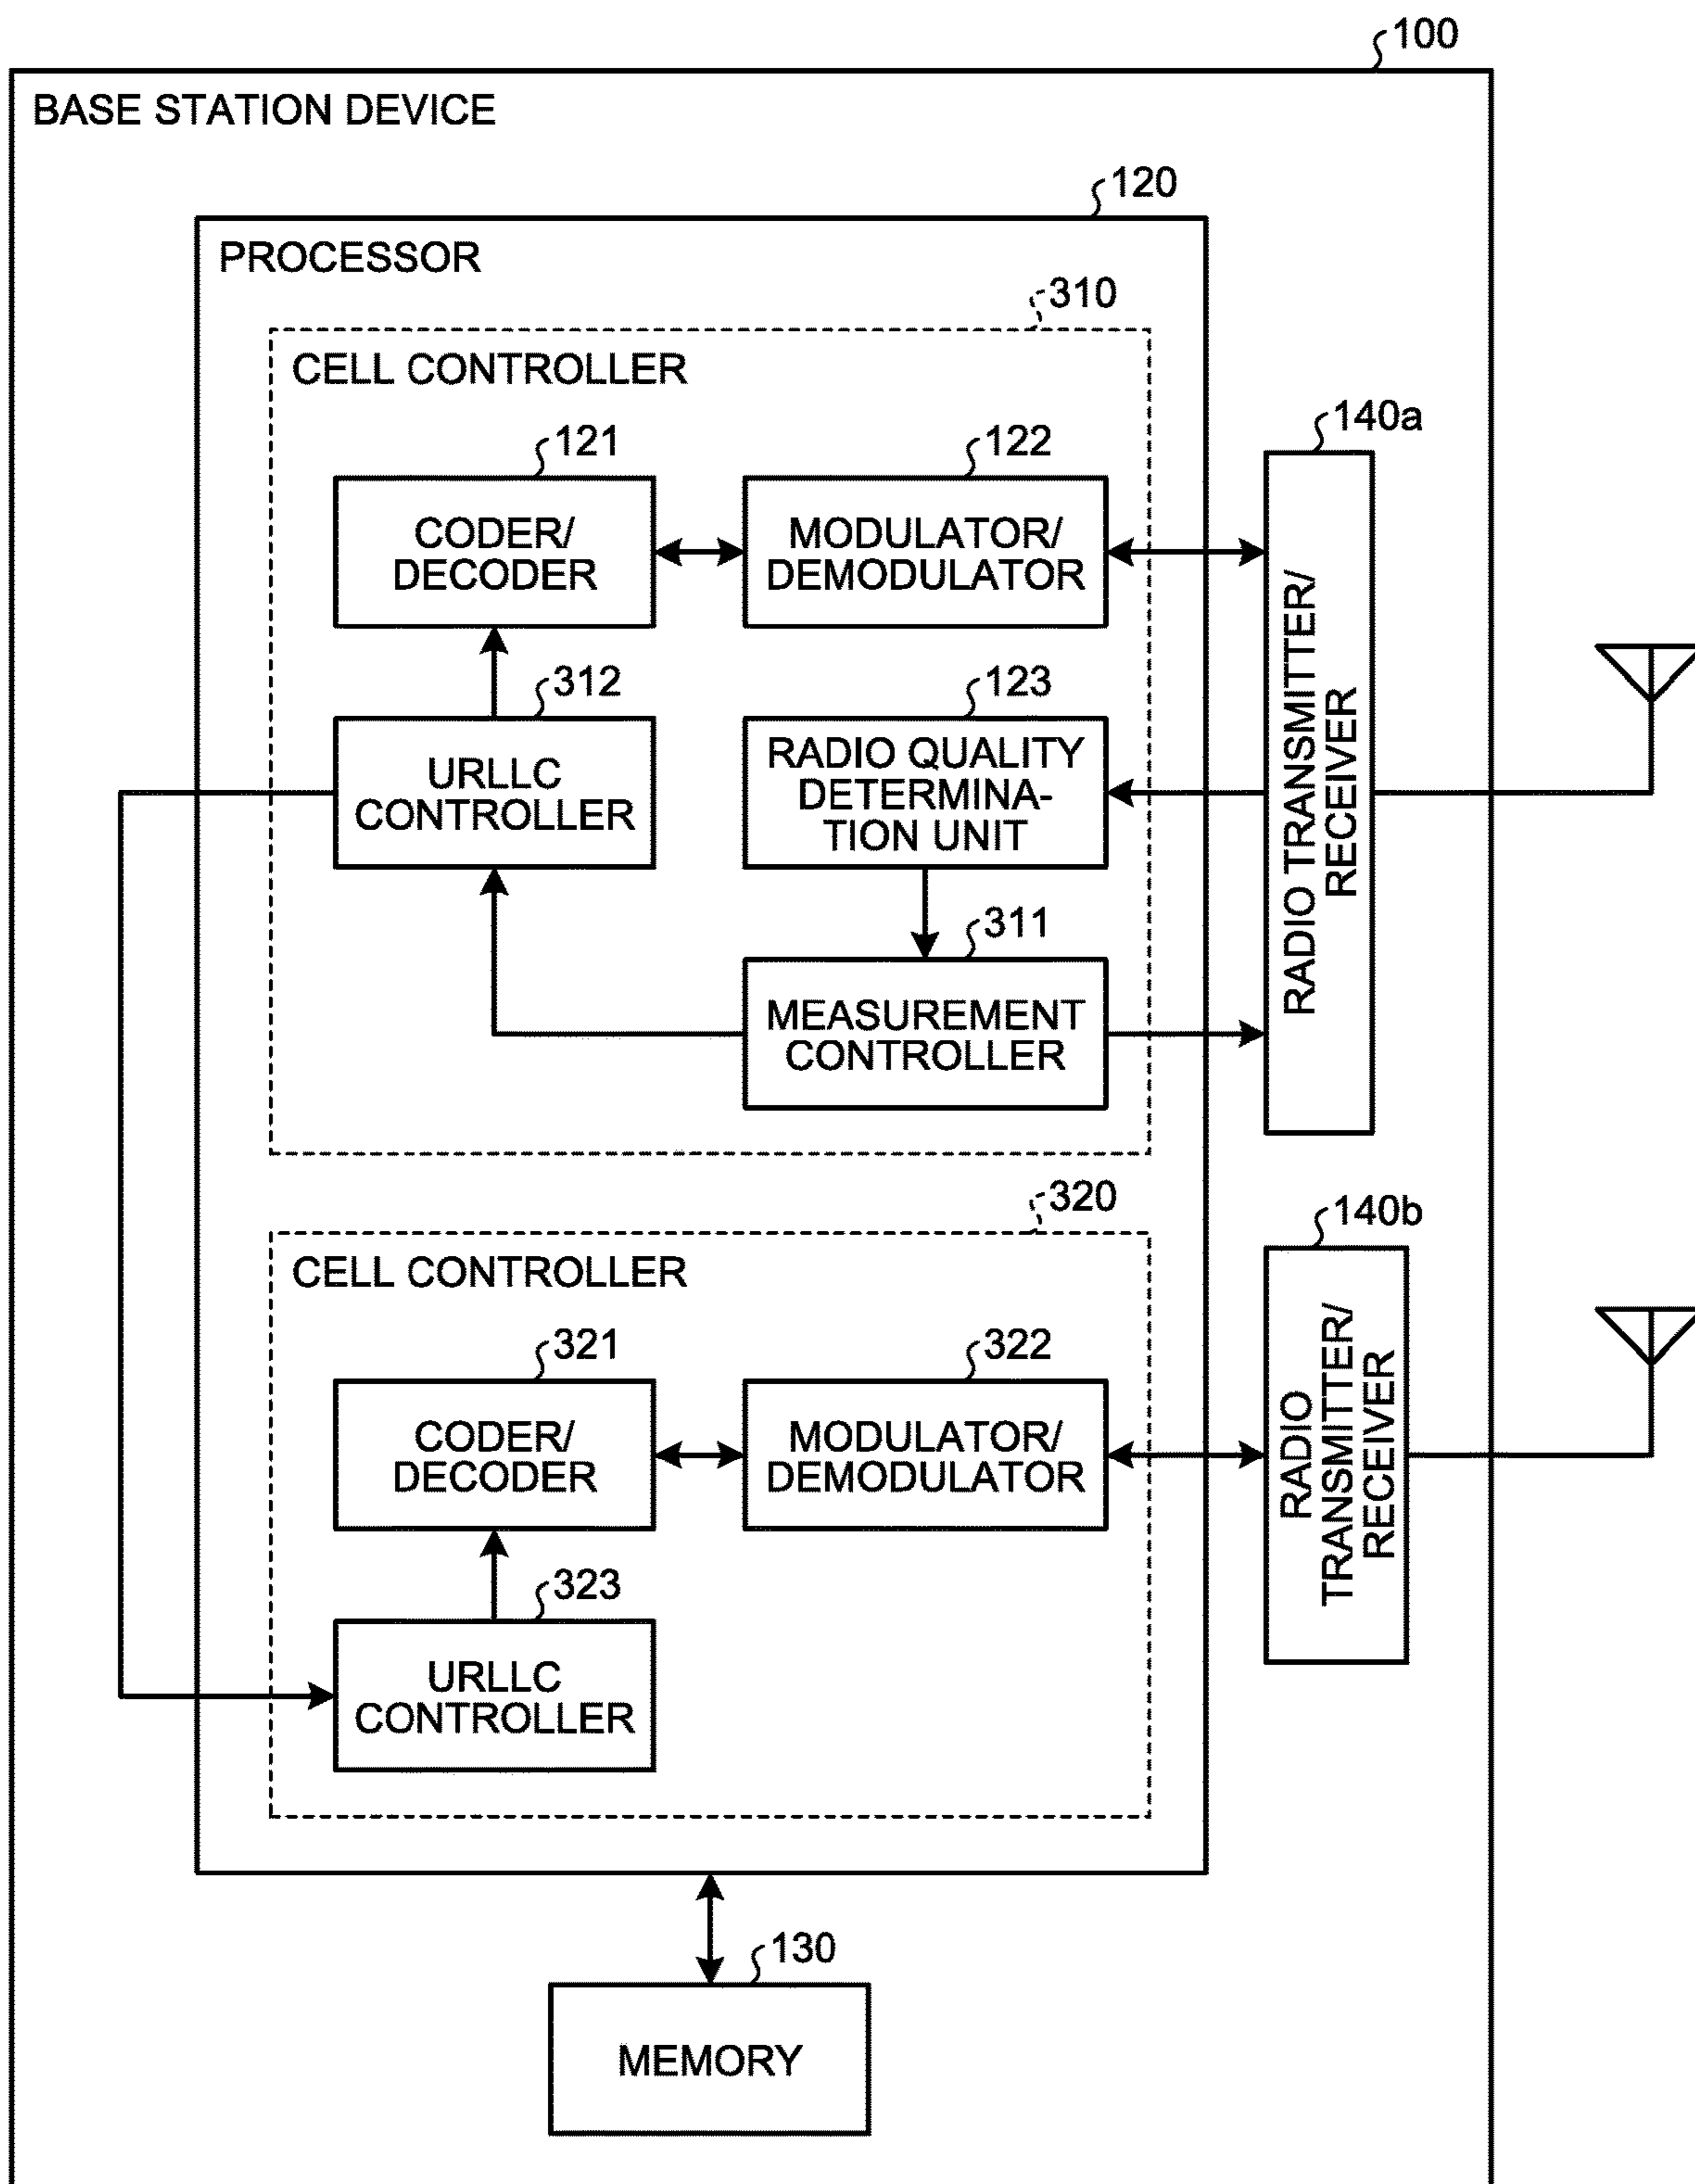 100
BASE STATION DEVICE
120
PROCESSOR
310
CELL CONTROLLER
121
CODER/
DECODER
122
MODULATOR/
DEMODULATOR
140a
RADIO TRANSMITTER/
RECEIVER
312
URLLC
CONTROLLER
123
RADIO QUALITY
DETERMINA-
TION UNIT
311
MEASUREMENT
CONTROLLER
320
CELL CONTROLLER
140b
RADIO
TRANSMITTER/
RECEIVER
321
CODER/
DECODER
322
MODULATOR/
DEMODULATOR
323
URLLC
CONTROLLER
130
MEMORY